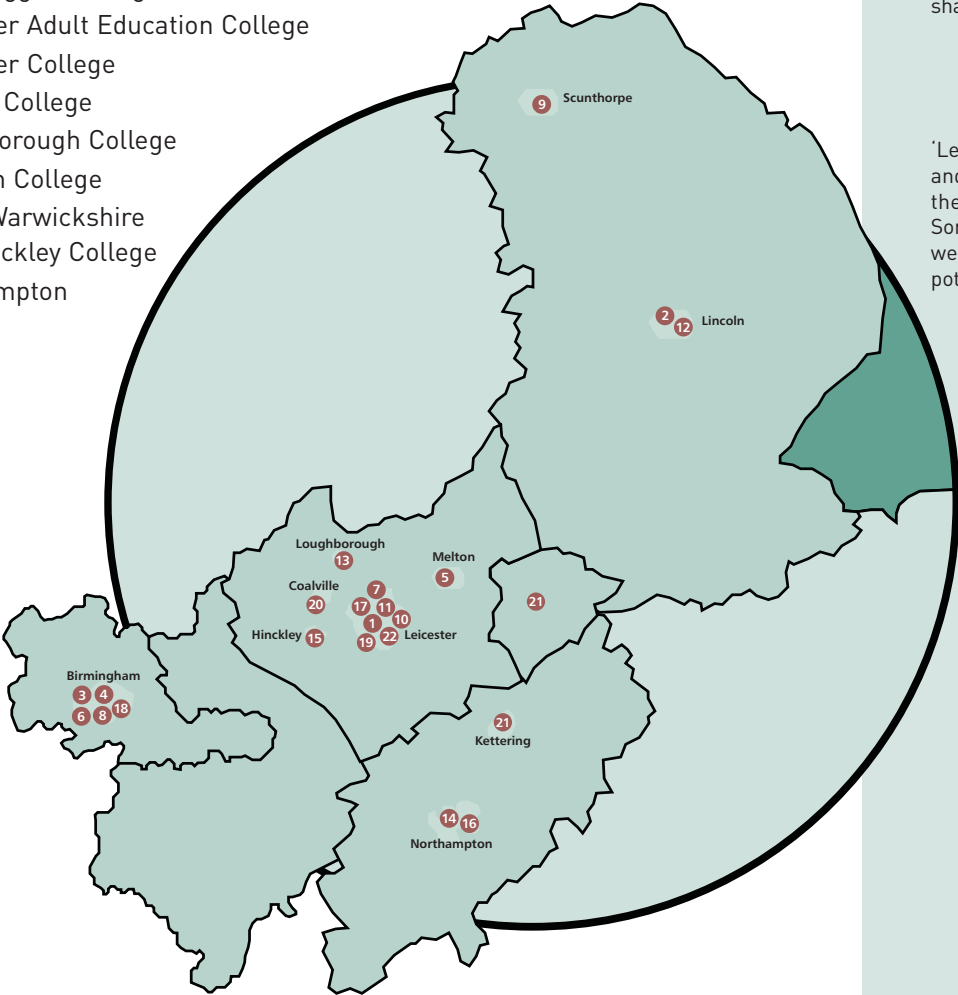 er Adult Education College
er College
College
orough College
n College
Warwickshire
ckley College
mpton
sha
‘Le
and
the
Son
we
pot
9 Scunthorpe
2
12 Lincoln
Loughborough
13
Melton
5
Coalville
20
7
17 11
10
1
Hinckley 15
19 22 Leicester
21
Birmingham
3 4
18
6 8
21
Kettering
14 16
Northampton